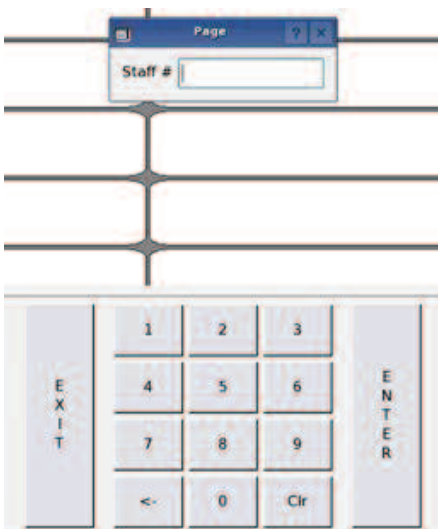 Page ? ×
Staff #
1 2 3
4 5 6
7 8 9
<- 0 Clr
EXIT
ENTER